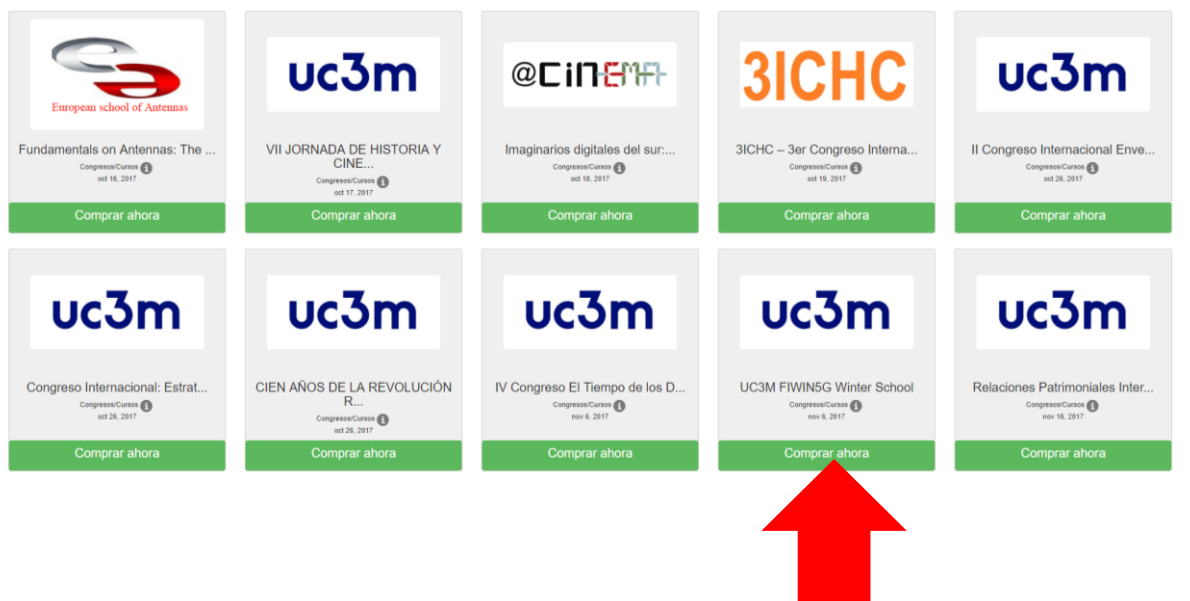 European school of Antennas
Fundamentals on Antennas: The ...
Congresos/Cursos i
oct 16, 2017
Comprar ahora
uc3m
VII JORNADA DE HISTORIA Y
CINE...
Congresos/Cursos i
oct 17, 2017
Comprar ahora
@CiNEMA
Imaginarios digitales del sur:...
Congresos/Cursos i
oct 18, 2017
Comprar ahora
3ICHC
3ICHC – 3er Congreso Interna...
Congresos/Cursos i
oct 19, 2017
Comprar ahora
uc3m
II Congreso Internacional Enve...
Congresos/Cursos i
oct 26, 2017
Comprar ahora
uc3m
Congreso Internacional: Estrat...
Congresos/Cursos i
oct 26, 2017
Comprar ahora
uc3m
CIEN AÑOS DE LA REVOLUCIÓN
R...
Congresos/Cursos i
oct 26, 2017
Comprar ahora
uc3m
IV Congreso El Tiempo de los D...
Congresos/Cursos i
nov 6, 2017
Comprar ahora
uc3m
UC3M FIWIN5G Winter School
Congresos/Cursos i
nov 6, 2017
Comprar ahora
uc3m
Relaciones Patrimoniales Inter...
Congresos/Cursos i
nov 16, 2017
Comprar ahora